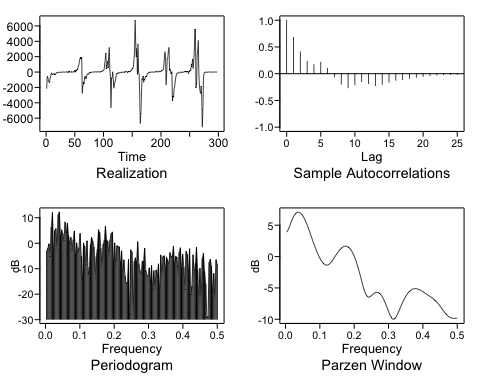 6000
4000
2000
0
-2000
-6000
0 50 100 150 200 300
Time
Realization
1.0
0.5
0.0
-0.5
-1.0
0 5 10 15 20 25
Lag
Sample Autocorrelations
10
0
-10
-20
-30
dB
0.0 0.1 0.2 0.3 0.4 0.5
Frequency
Periodogram
5
0
-5
-10
dB
0.0 0.1 0.2 0.3 0.4 0.5
Frequency
Parzen Window